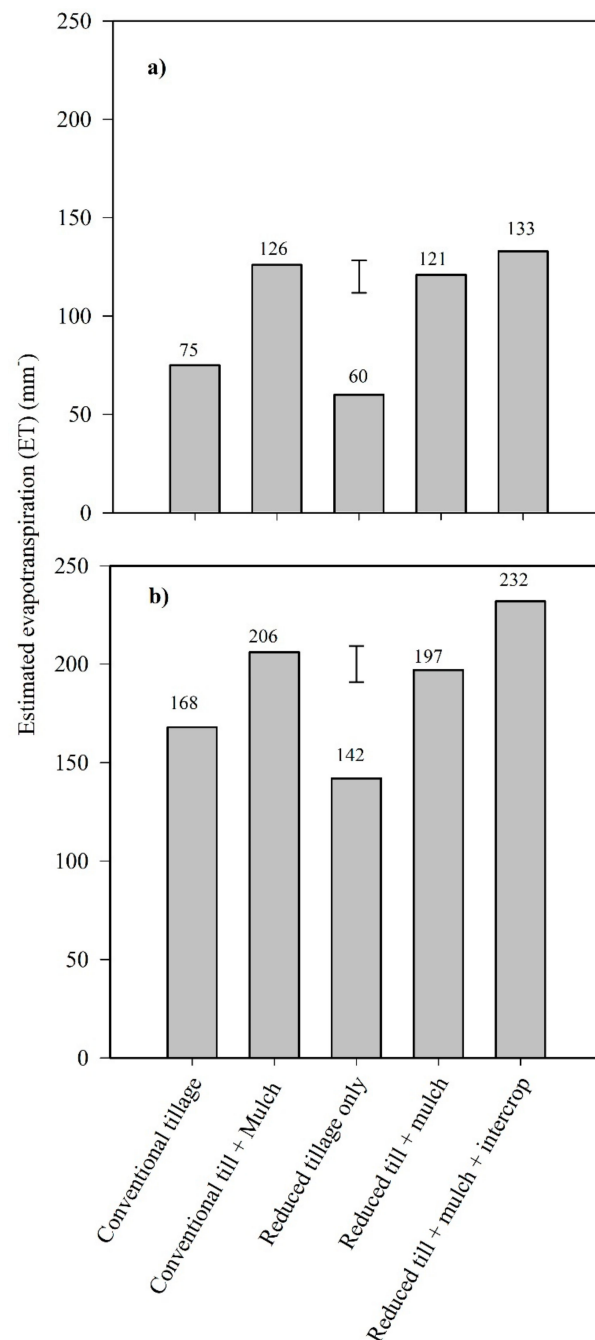 Estimated evapotranspiration (ET) (mm⁻)
250
200
150
100
50
0
a)
75
126
60
121
133
250
200
150
100
50
0
b)
168
206
142
197
232
Conventional tillage
Conventional till + Mulch
Reduced tillage only
Reduced till + mulch
Reduced till + mulch + intercrop